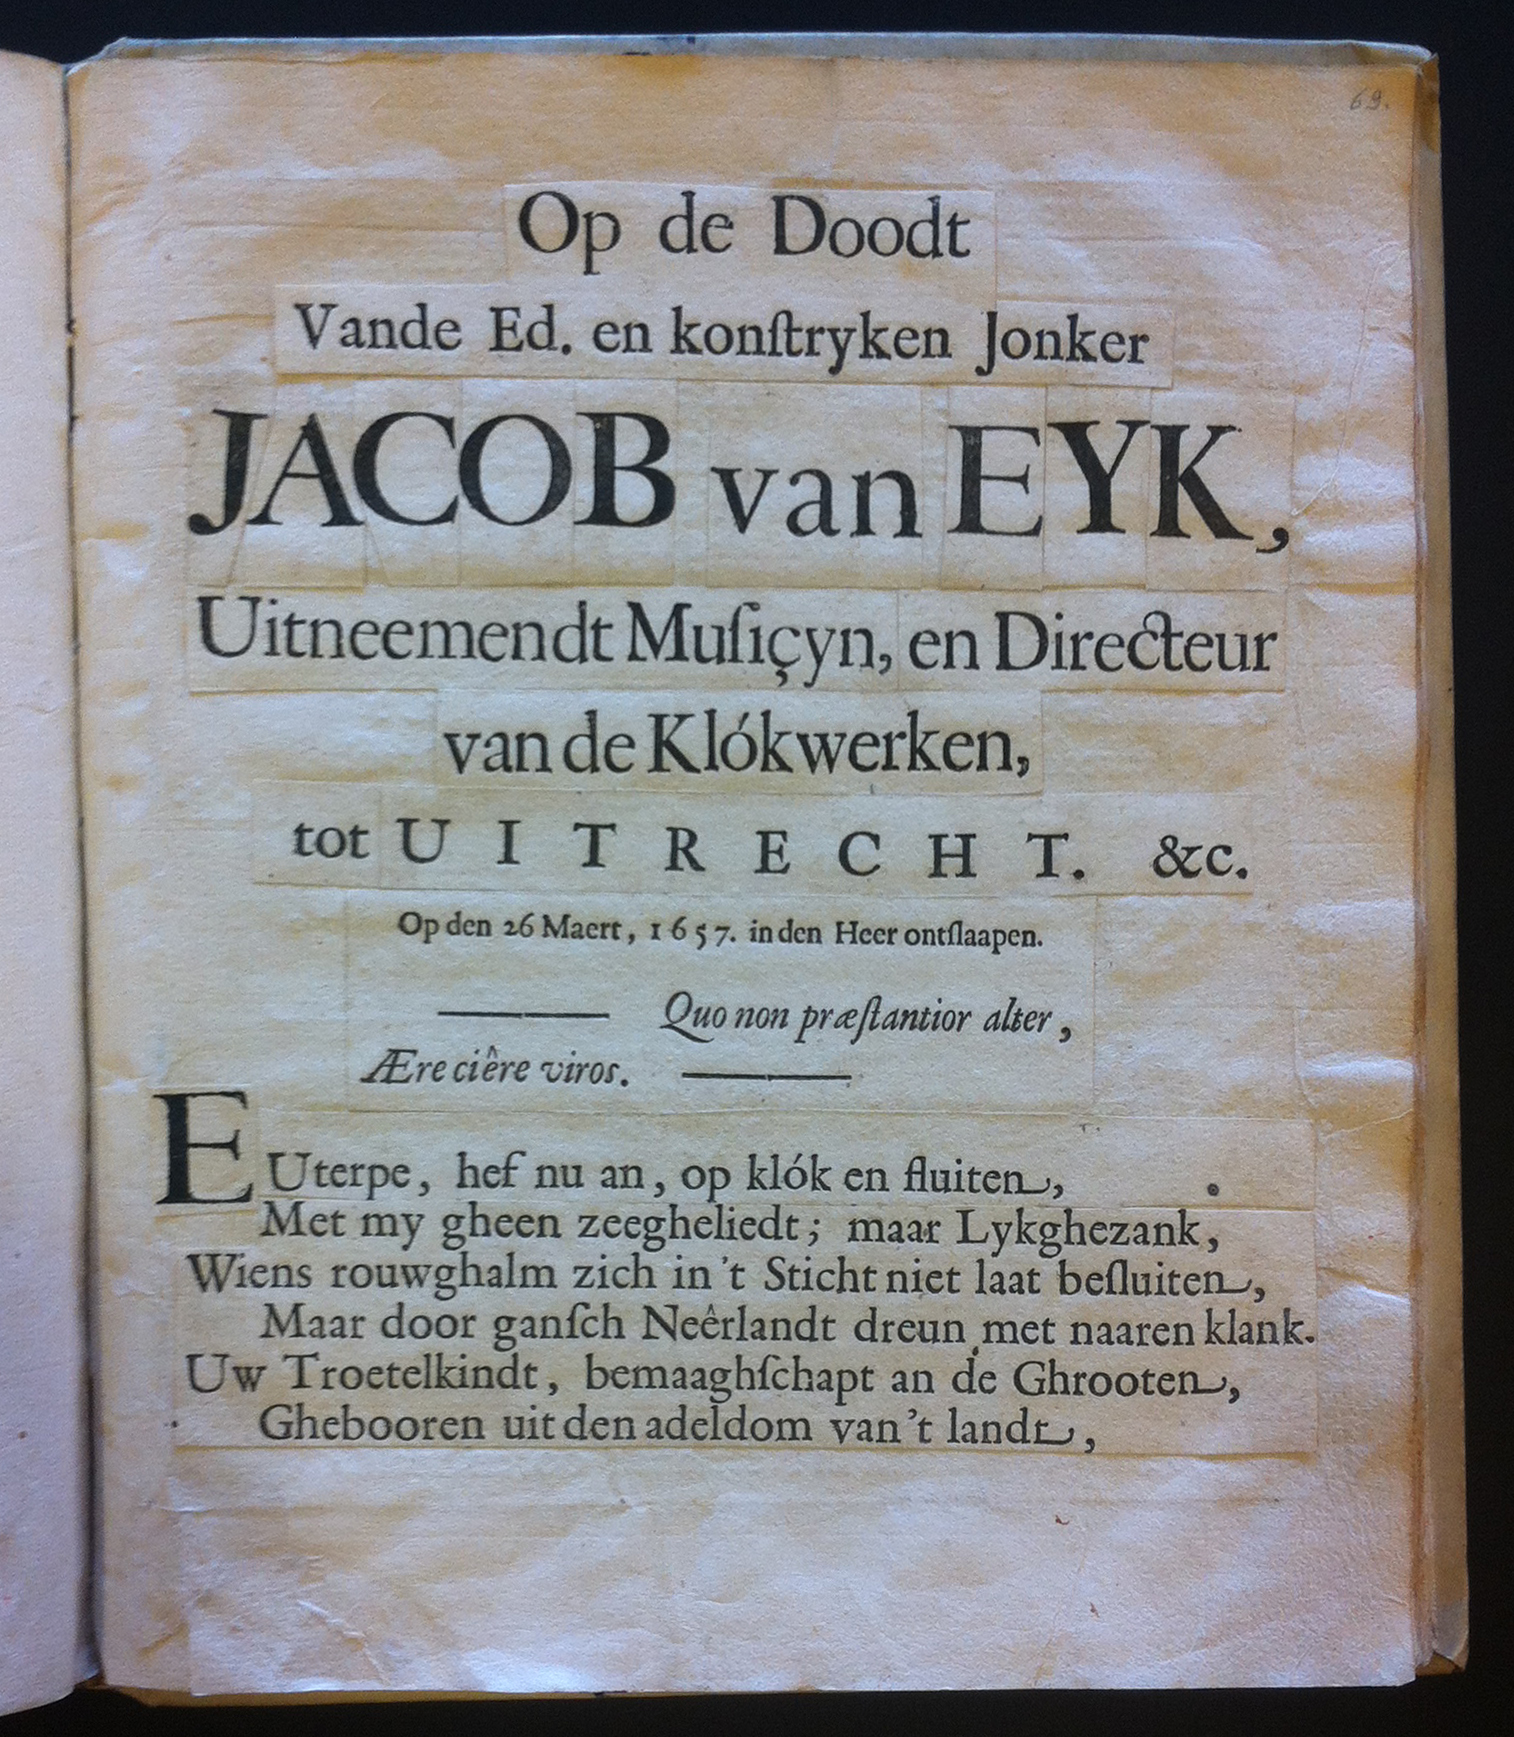 69.
Op de Doodt
Vande Ed. en konſtryken Jonker
JACOB van EYK,
Uitneemendt Muſiçyn, en Directeur
van de Klókwerken,
tot UITRECHT. &c.
Op den 26 Maert, 1657. in den Heer ontſlaapen.
——— Quo non præſtantior alter,
Ære ciêre viros. ———
EUterpe, hef nu an, op klók en fluiten,
Met my gheen zeegheliedt; maar Lykghezank,
Wiens rouwghalm zich in 't Sticht niet laat beſluiten,
Maar door ganſch Neêrlandt dreun met naaren klank.
Uw Troetelkindt, bemaaghſchapt an de Ghrooten,
Ghebooren uit den adeldom van 't landt,